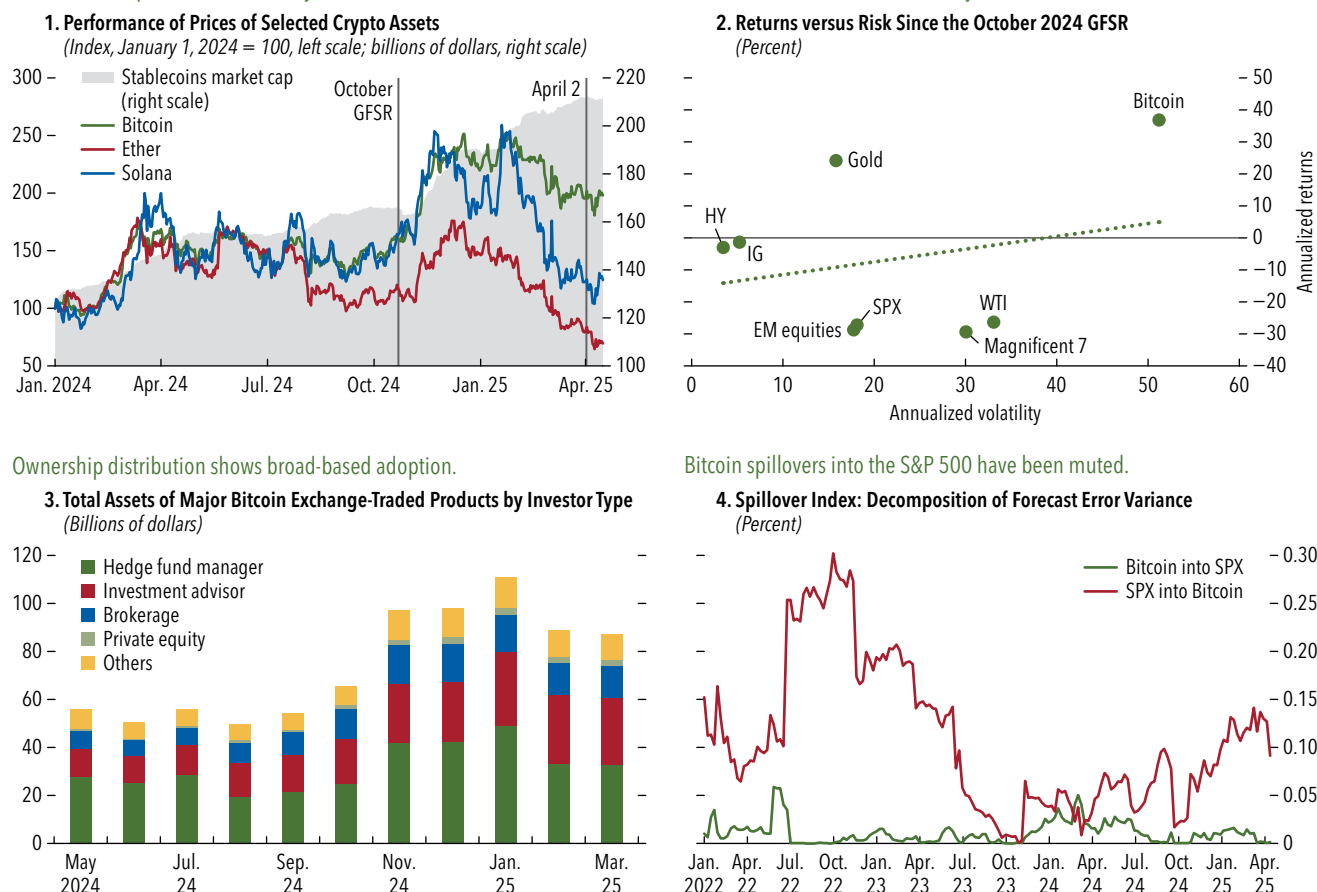 1. Performance of Prices of Selected Crypto Assets
(Index, January 1, 2024 = 100, left scale; billions of dollars, right scale)
300
250
200
150
100
50
Stablecoins market cap
(right scale)
Bitcoin
Ether
Solana
October
GFSR
April 2
220
200
180
160
140
120
100
Jan. 2024
Apr. 24
Jul. 24
Oct. 24
Jan. 25
Apr. 25
2. Returns versus Risk Since the October 2024 GFSR
(Percent)
Bitcoin
Gold
HY
IG
SPX
EM equities
WTI
Magnificent 7
50
40
30
20
10
0
–10
–20
–30
–40
Annualized returns
0
10
20
30
40
50
60
Annualized volatility
Ownership distribution shows broad-based adoption.
3. Total Assets of Major Bitcoin Exchange-Traded Products by Investor Type
(Billions of dollars)
120
100
80
60
40
20
0
Hedge fund manager
Investment advisor
Brokerage
Private equity
Others
May
2024
Jul.
24
Sep.
24
Nov.
24
Jan.
25
Mar.
25
Bitcoin spillovers into the S&P 500 have been muted.
4. Spillover Index: Decomposition of Forecast Error Variance
(Percent)
Bitcoin into SPX
SPX into Bitcoin
0.30
0.25
0.20
0.15
0.10
0.05
0
Jan.
2022
Apr.
22
Jul.
22
Oct.
22
Jan.
23
Apr.
23
Jul.
23
Oct.
23
Jan.
24
Apr.
24
Jul.
24
Oct.
24
Jan.
25
Apr.
25